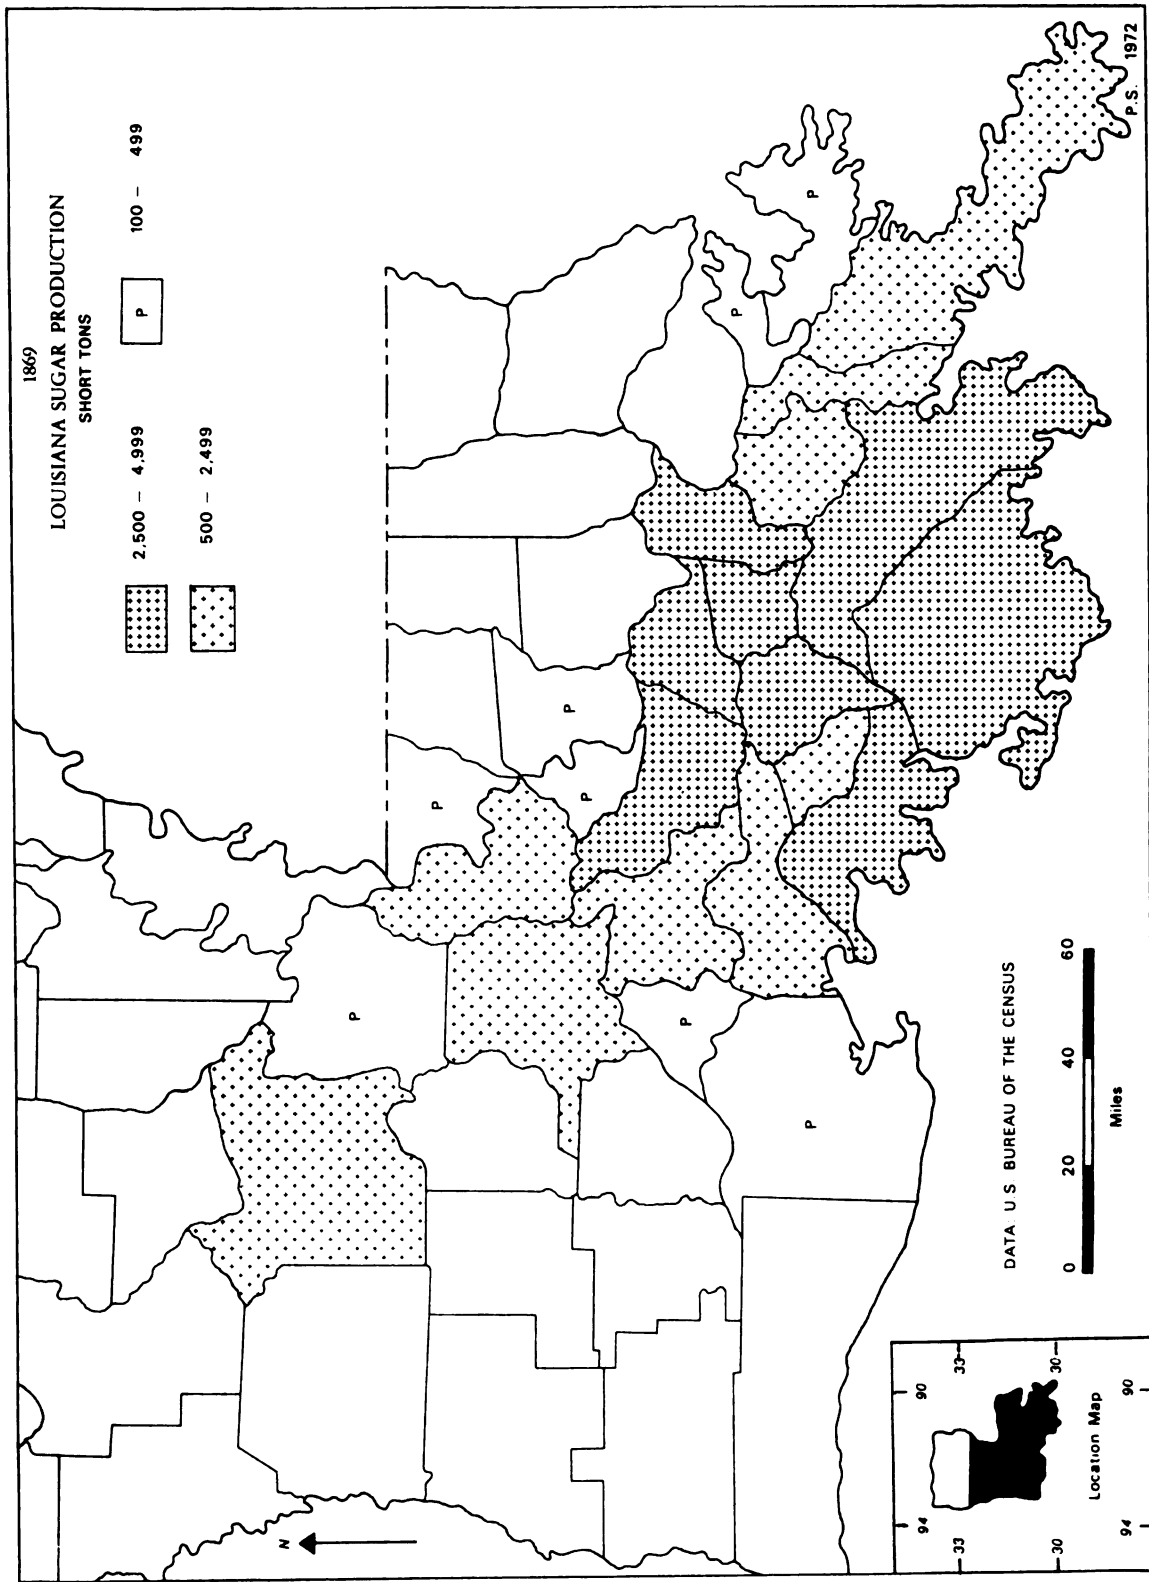 1869
LOUISIANA SUGAR PRODUCTION
SHORT TONS
2,500 – 4,999
500 – 2,499
P 100 – 499
P
P
P
P
P
P
P
P
N
DATA: U.S BUREAU OF THE CENSUS
0 20 40 60
Miles
94 90
33 33
30 30
Location Map
94 90
P.S. 1972